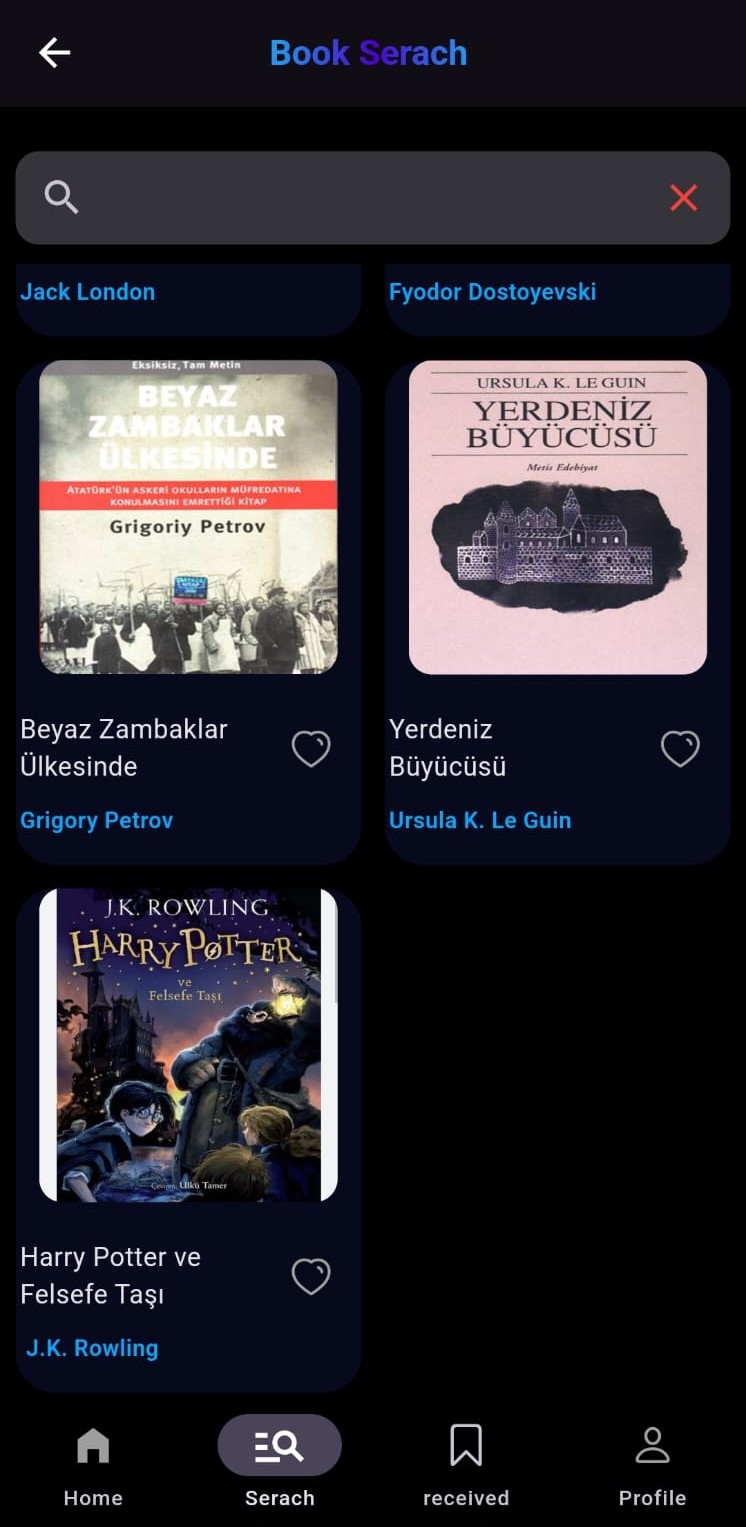 Book Serach
Jack London
Fyodor Dostoyevski
Eksiksiz, Tam Metin
BEYAZ
ZAMBAKLAR
ÜLKESİNDE
ATATÜRK'ÜN ASKERİ OKULLARIN MÜFREDATINA
KONULMASINI EMRETTİĞİ KİTAP
Grigoriy Petrov
URSULA K. LE GUIN
YERDENİZ
BÜYÜCÜSÜ
Metis Edebiyat
Beyaz Zambaklar
Ülkesinde
Grigory Petrov
Yerdeniz
Büyücüsü
Ursula K. Le Guin
J.K. ROWLING
HARRY POTTER
ve
Felsefe Taşı
Çeviren: Ülkü Tamer
Harry Potter ve
Felsefe Taşı
J.K. Rowling
Home
Serach
received
Profile